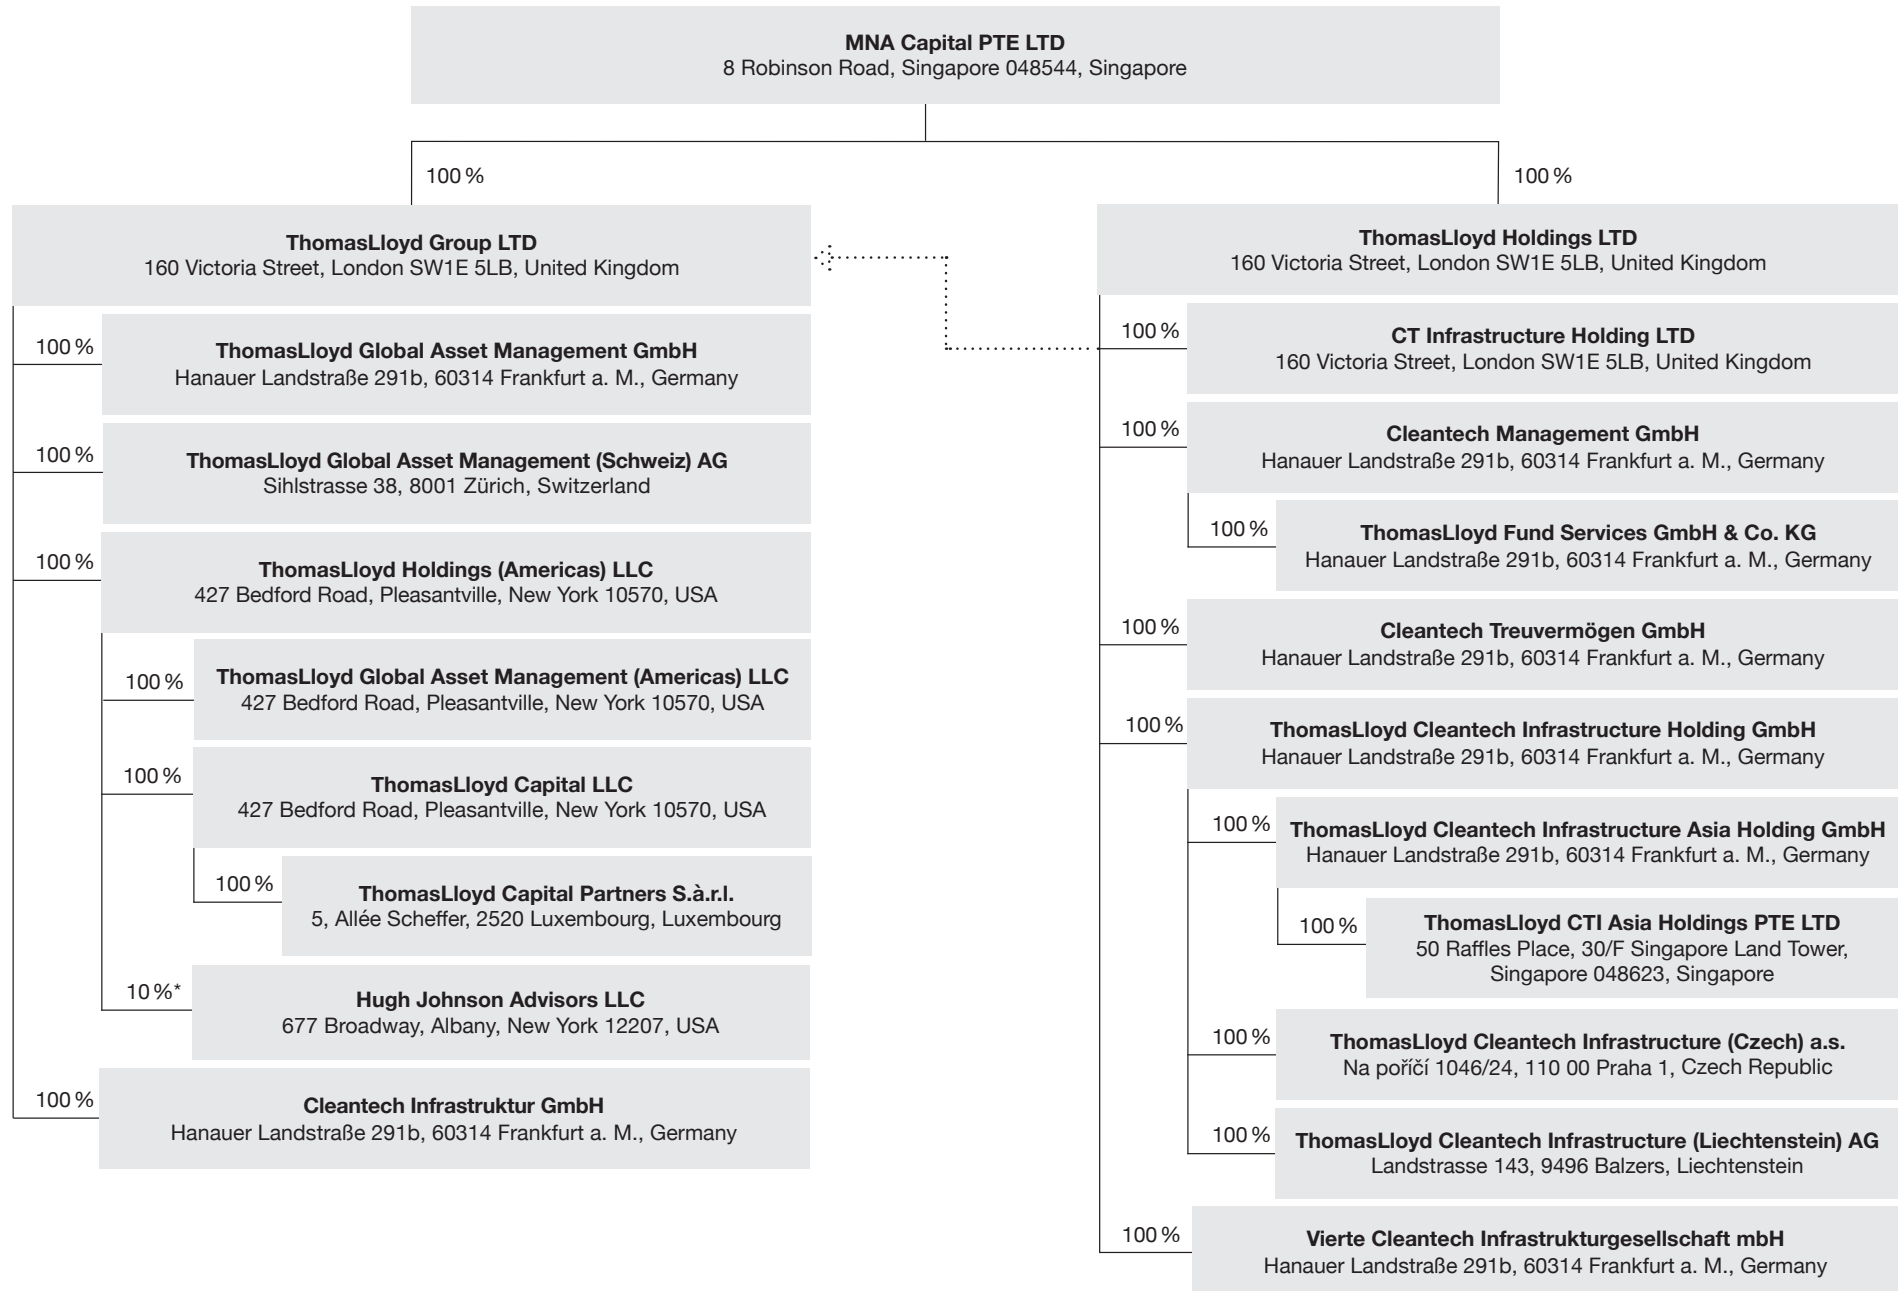 MNA Capital PTE LTD
8 Robinson Road, Singapore 048544, Singapore
100 %
100 %
ThomasLloyd Group LTD
160 Victoria Street, London SW1E 5LB, United Kingdom
100 %
ThomasLloyd Global Asset Management GmbH
Hanauer Landstraße 291b, 60314 Frankfurt a. M., Germany
100 %
ThomasLloyd Global Asset Management (Schweiz) AG
Sihlstrasse 38, 8001 Zürich, Switzerland
100 %
ThomasLloyd Holdings (Americas) LLC
427 Bedford Road, Pleasantville, New York 10570, USA
100 %
ThomasLloyd Global Asset Management (Americas) LLC
427 Bedford Road, Pleasantville, New York 10570, USA
100 %
ThomasLloyd Capital LLC
427 Bedford Road, Pleasantville, New York 10570, USA
100 %
ThomasLloyd Capital Partners S.à.r.l.
5, Allée Scheffer, 2520 Luxembourg, Luxembourg
10 %*
Hugh Johnson Advisors LLC
677 Broadway, Albany, New York 12207, USA
100 %
Cleantech Infrastruktur GmbH
Hanauer Landstraße 291b, 60314 Frankfurt a. M., Germany
ThomasLloyd Holdings LTD
160 Victoria Street, London SW1E 5LB, United Kingdom
100 %
CT Infrastructure Holding LTD
160 Victoria Street, London SW1E 5LB, United Kingdom
100 %
Cleantech Management GmbH
Hanauer Landstraße 291b, 60314 Frankfurt a. M., Germany
100 %
ThomasLloyd Fund Services GmbH & Co. KG
Hanauer Landstraße 291b, 60314 Frankfurt a. M., Germany
100 %
Cleantech Treuvermögen GmbH
Hanauer Landstraße 291b, 60314 Frankfurt a. M., Germany
100 %
ThomasLloyd Cleantech Infrastructure Holding GmbH
Hanauer Landstraße 291b, 60314 Frankfurt a. M., Germany
100 %
ThomasLloyd Cleantech Infrastructure Asia Holding GmbH
Hanauer Landstraße 291b, 60314 Frankfurt a. M., Germany
100 %
ThomasLloyd CTI Asia Holdings PTE LTD
50 Raffles Place, 30/F Singapore Land Tower,
Singapore 048623, Singapore
100 %
ThomasLloyd Cleantech Infrastructure (Czech) a.s.
Na poříčí 1046/24, 110 00 Praha 1, Czech Republic
100 %
ThomasLloyd Cleantech Infrastructure (Liechtenstein) AG
Landstrasse 143, 9496 Balzers, Liechtenstein
100 %
Vierte Cleantech Infrastrukturgesellschaft mbH
Hanauer Landstraße 291b, 60314 Frankfurt a. M., Germany